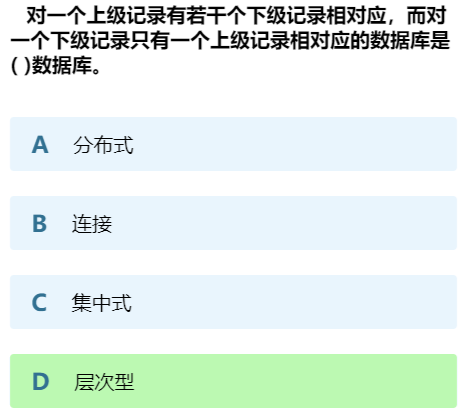 对一个上级记录有若干个下级记录相对应，而对
一个下级记录只有一个上级记录相对应的数据库是
( )数据库。
A 分布式
B 连接
C 集中式
D 层次型